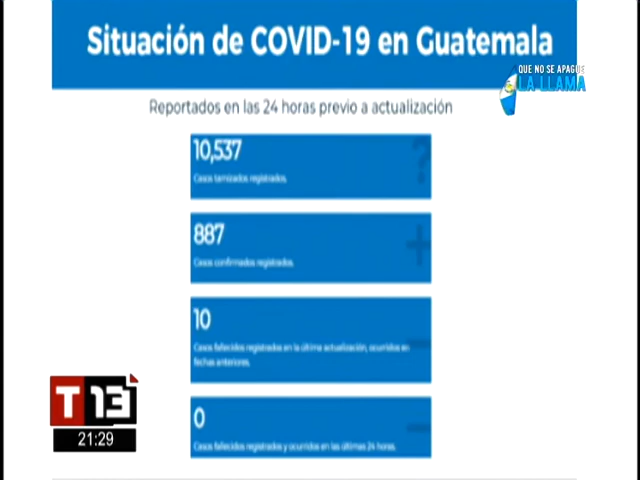 Situación de COVID-19 en Guatemala
QUE NO SE APAGUE
LA LLAMA
Reportados en las 24 horas previo a actualización
10,537
Casos tamizados registrados.
887
Casos confirmados registrados.
10
Casos fallecidos registrados en la última actualización, ocurridos en
fechas anteriores.
0
Casos fallecidos registrados y ocurridos en las últimas 24 horas.
T13
21:29